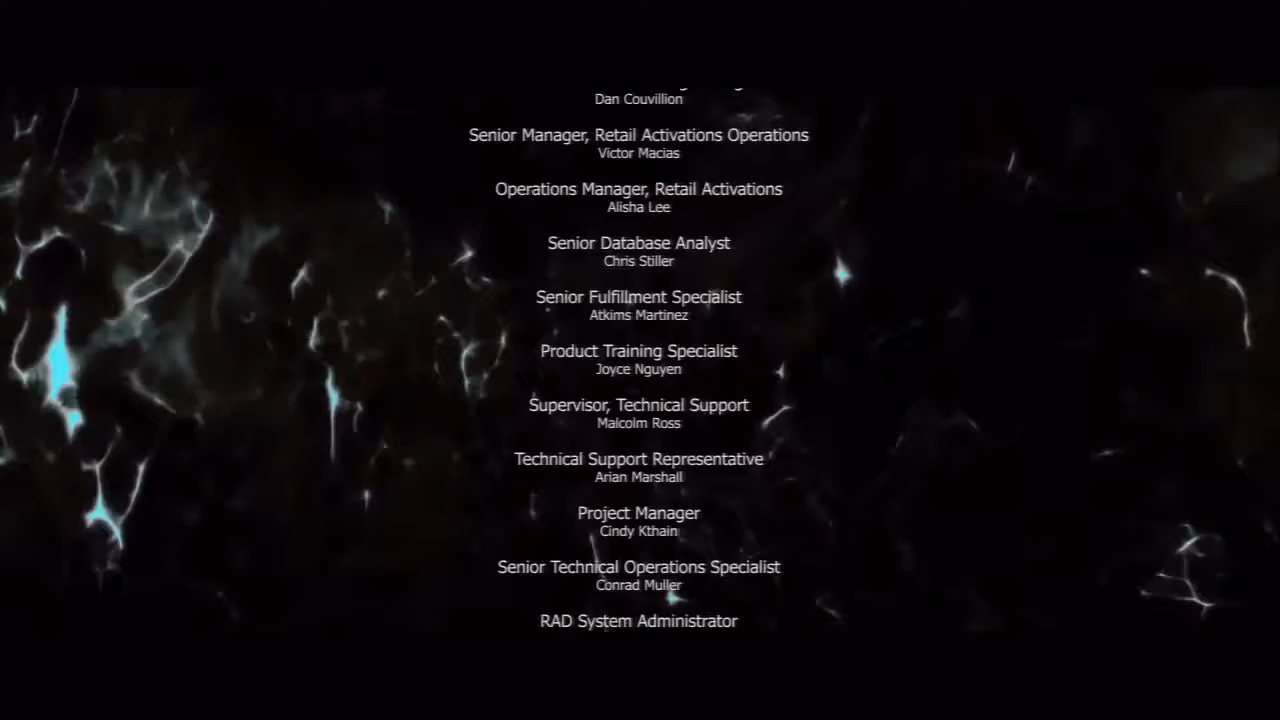 Dan Couvillion
Senior Manager, Retail Activations Operations
Victor Macias
Operations Manager, Retail Activations
Alisha Lee
Senior Database Analyst
Chris Stiller
Senior Fulfillment Specialist
Atkims Martinez
Product Training Specialist
Joyce Nguyen
Supervisor, Technical Support
Malcolm Ross
Technical Support Representative
Arian Marshall
Project Manager
Cindy Kthain
Senior Technical Operations Specialist
Conrad Muller
RAD System Administrator